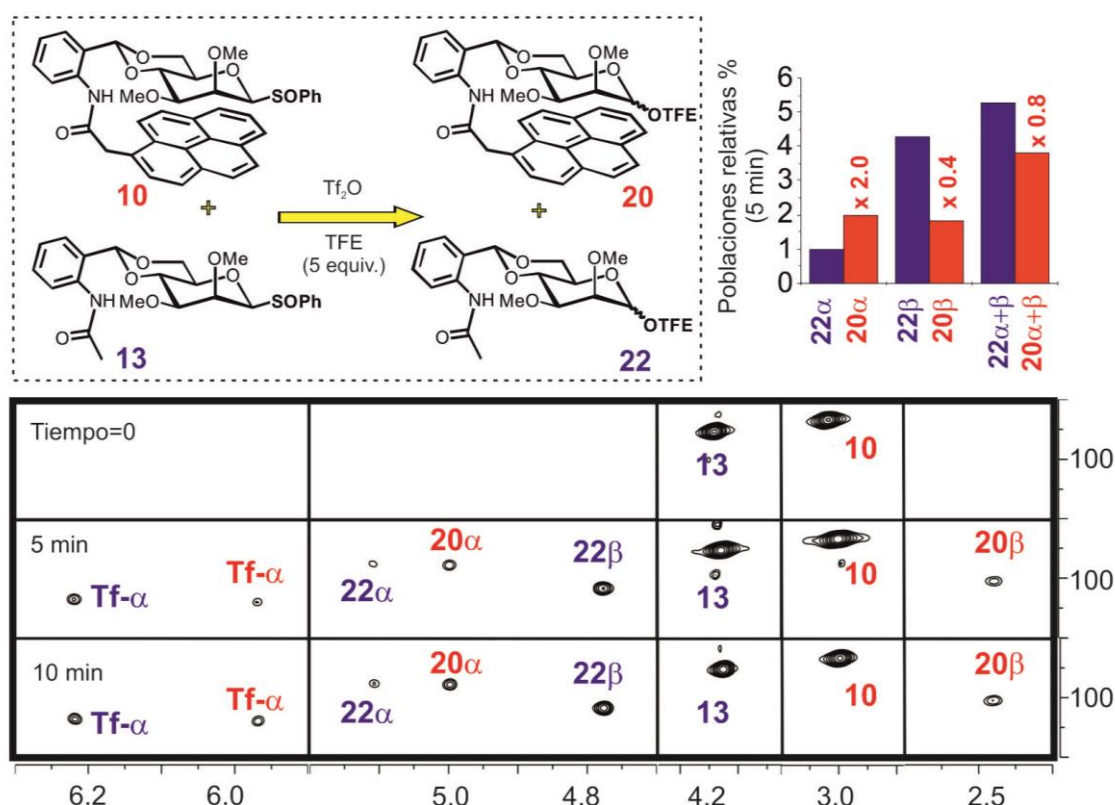 OMe
O
O
O
SOPh
NH
MeO
O
10
+
OMe
O
O
O
SOPh
NH
MeO
O
13
Tf₂O
TFE
(5 equiv.)
OMe
O
O
O
OTFE
NH
MeO
O
20
+
OMe
O
O
O
OTFE
NH
MeO
O
22
Poblaciones relativas %
(5 min)
6
5
4
3
2
1
0
x 2.0
x 0.4
x 0.8
22α
20α
22β
20β
22α+β
20α+β
Tiempo=0
13
10
100
5 min
Tf-α
Tf-α
22α
20α
22β
13
10
20β
100
10 min
Tf-α
Tf-α
22α
20α
22β
13
10
20β
100
6.2 6.0 5.0 4.8 4.2 3.0 2.5